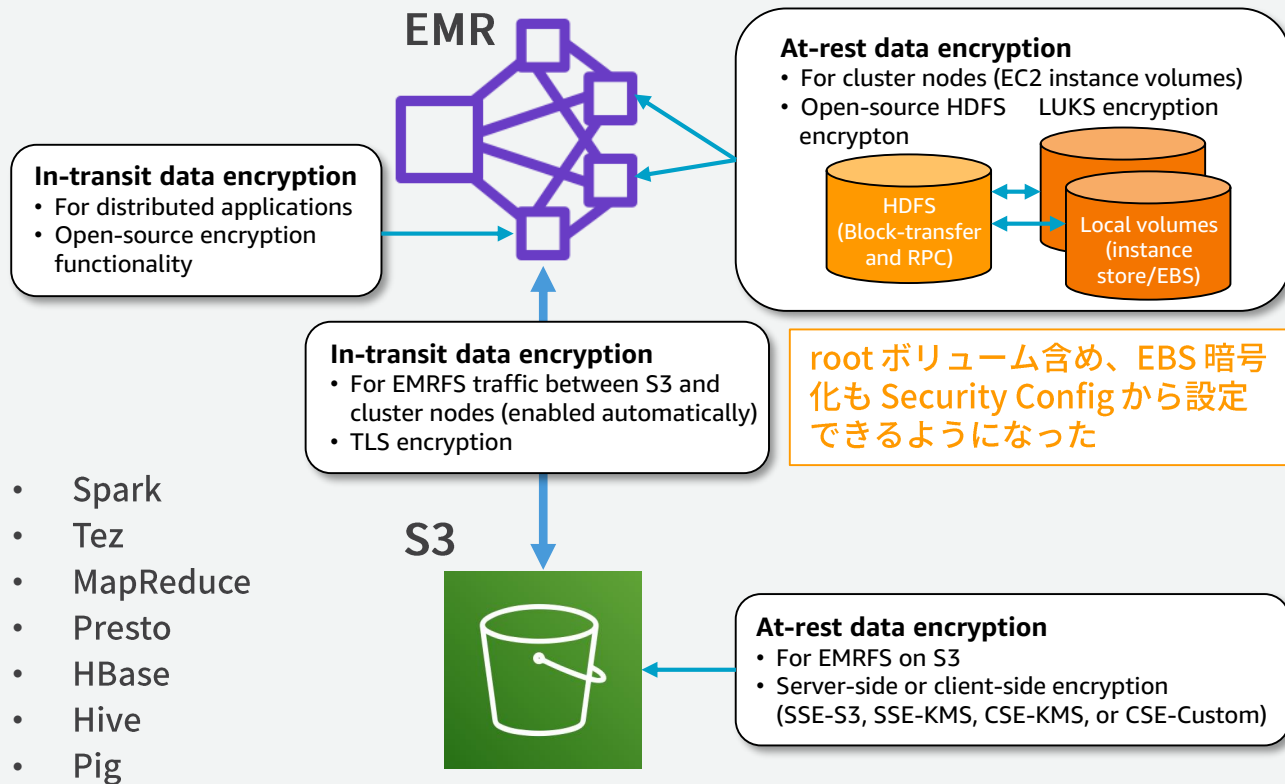 EMR
At-rest data encryption
• For cluster nodes (EC2 instance volumes)
• Open-source HDFS
encrypton
LUKS encryption
HDFS
(Block-transfer
and RPC)
Local volumes
(instance
store/EBS)
In-transit data encryption
• For distributed applications
• Open-source encryption
functionality
In-transit data encryption
• For EMRFS traffic between S3 and
cluster nodes (enabled automatically)
• TLS encryption
root ボリューム含め、EBS 暗号
化も Security Config から設定
できるようになった
• Spark
• Tez
• MapReduce
• Presto
• HBase
• Hive
• Pig
S3
At-rest data encryption
• For EMRFS on S3
• Server-side or client-side encryption
(SSE-S3, SSE-KMS, CSE-KMS, or CSE-Custom)